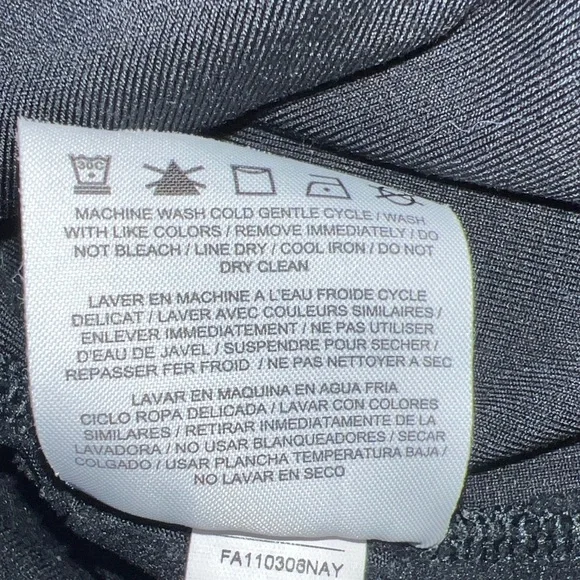 30C
MACHINE WASH COLD GENTLE CYCLE / WASH
WITH LIKE COLORS / REMOVE IMMEDIATELY / DO
NOT BLEACH / LINE DRY / COOL IRON / DO NOT
DRY CLEAN
LAVER EN MACHINE A L'EAU FROIDE CYCLE
DELICAT / LAVER AVEC COULEURS SIMILAIRES /
ENLEVER IMMEDIATEMENT / NE PAS UTILISER
D'EAU DE JAVEL / SUSPENDRE POUR SECHER /
REPASSER FER FROID / NE PAS NETTOYER A SEC
LAVAR EN MAQUINA EN AGUA FRIA
CICLO ROPA DELICADA / LAVAR CON COLORES
SIMILARES / RETIRAR IMMEDIATAMENTE DE LA
LAVADORA / NO USAR BLANQUEADORES / SECAR
COLGADO / USAR PLANCHA TEMPERATURA BAJA /
NO LAVAR EN SECO
FA110308NAY